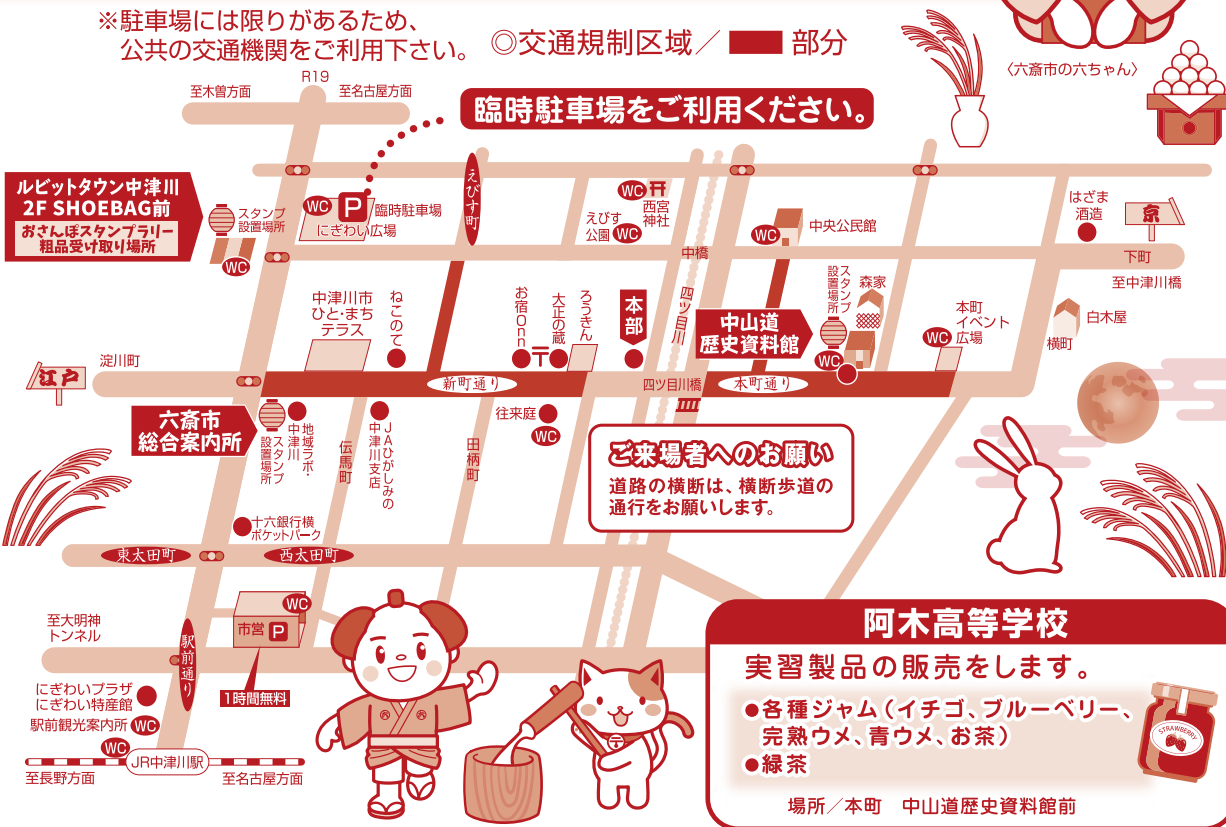 ※駐車場には限りがあるため、
公共の交通機関をご利用下さい。
◎交通規制区域／　　部分
〈六斎市の六ちゃん〉
R19
至木曽方面
至名古屋方面
臨時駐車場をご利用ください。
ルビットタウン中津川
2F SHOEBAG前
おさんぽスタンプラリー
粗品受け取り場所
スタンプ
設置場所
WC
WC
P
臨時駐車場
にぎわい広場
えびす町
WC
西宮
神社
えびす
公園
WC
中橋
WC
中央公民館
はざま
酒造
京
下町
至中津川橋
中津川市
ひと・まち
テラス
ねこのて
お宿Onn
〒
大正の蔵
ろうきん
本部
四ツ目川
中山道
歴史資料館
スタンプ
設置場所
森家
WC
WC
本町
イベント
広場
白木屋
横町
淀川町
江戸
新町通り
四ツ目川橋
本町通り
六斎市
総合案内所
スタンプ
設置場所
地域ラボ・
中津川
伝馬町
JAひがしみの
中津川支店
田柄町
往来庭
WC
ご来場者へのお願い
道路の横断は、横断歩道の
通行をお願いします。
十六銀行横
ポケットパーク
東太田町
西太田町
至大明神
トンネル
市営P
WC
1時間無料
駅前通り
にぎわいプラザ
にぎわい特産館
駅前観光案内所
WC
WC
JR中津川駅
至長野方面
至名古屋方面
〒
阿木高等学校
実習製品の販売をします。
●各種ジャム（イチゴ、ブルーベリー、
完熟ウメ、青ウメ、お茶）
●緑茶
STRAWBERRY
場所／本町　中山道歴史資料館前